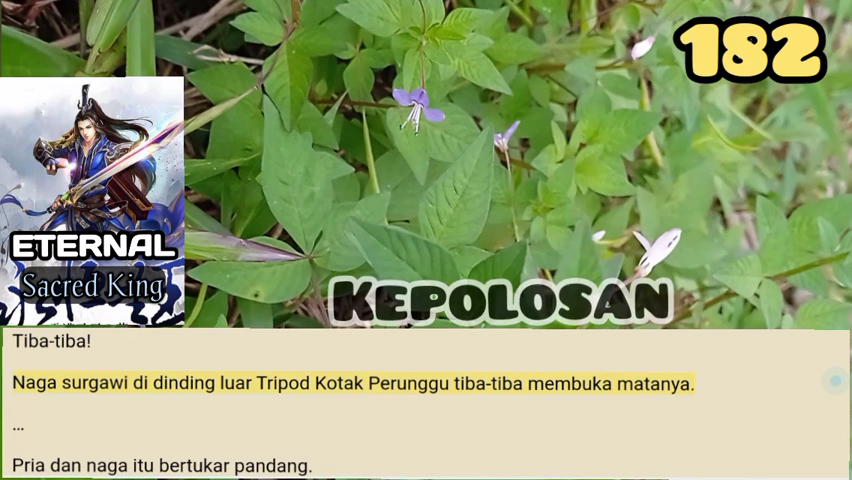 182
ETERNAL
Sacred King
KEPOLOSAN
Tiba-tiba!
Naga surgawi di dinding luar Tripod Kotak Perunggu tiba-tiba membuka matanya.
...
Pria dan naga itu bertukar pandang.